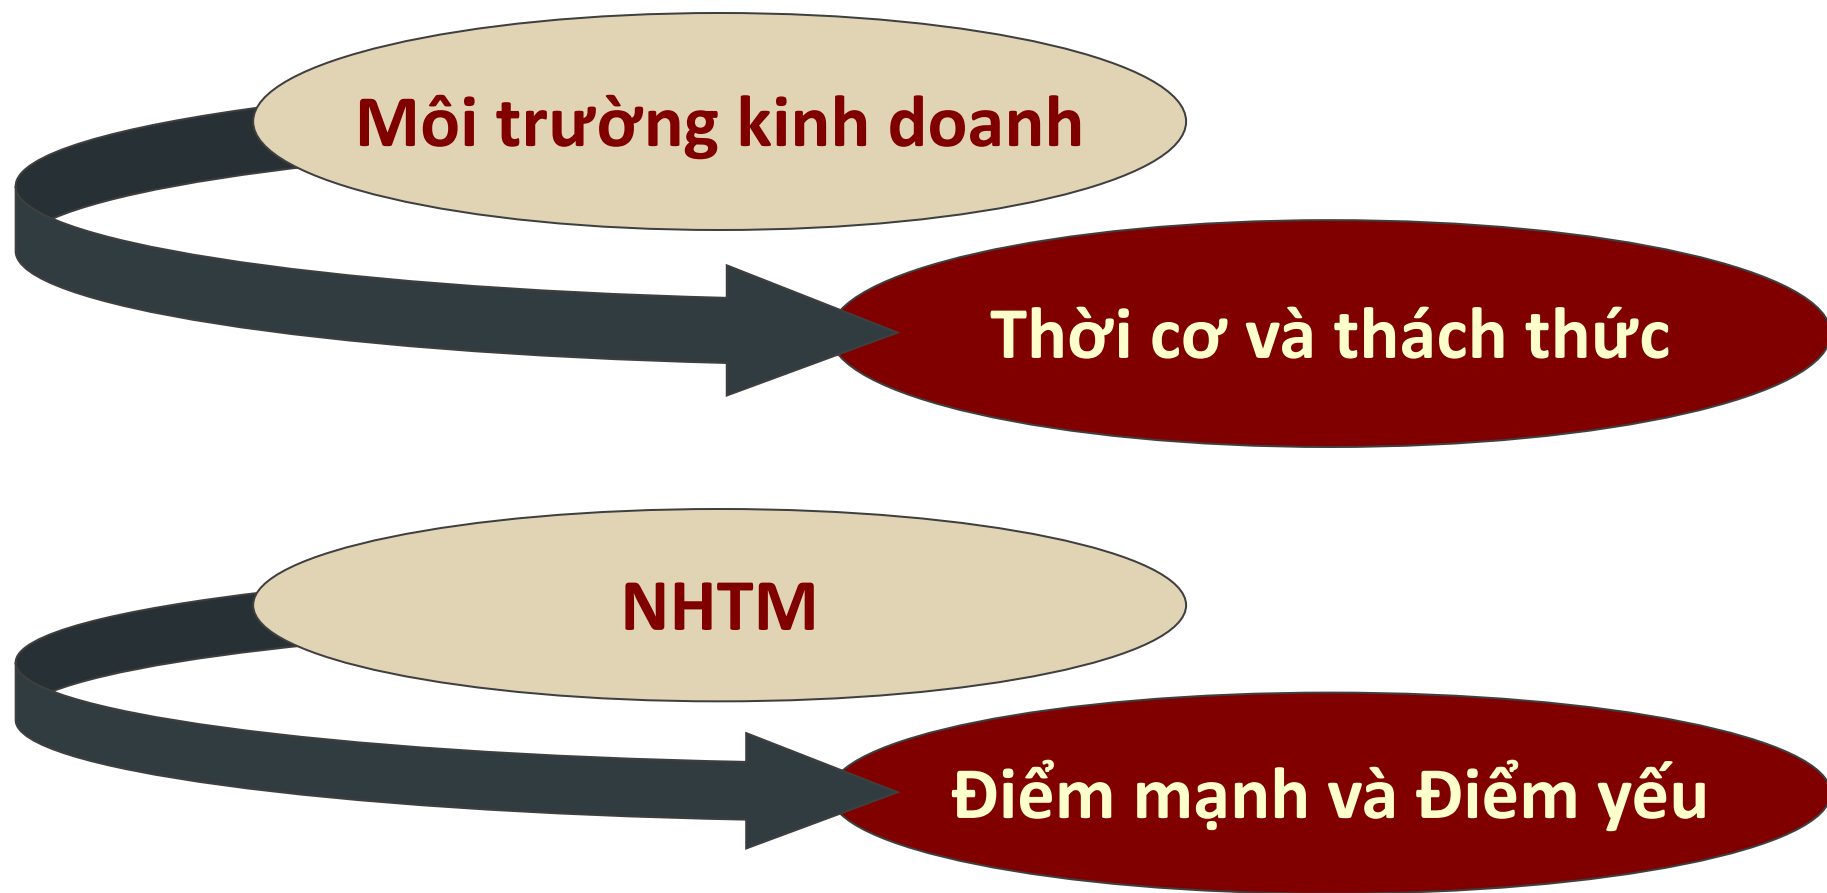 Môi trường kinh doanh
Thời cơ và thách thức
NHTM
Điểm mạnh và Điểm yếu